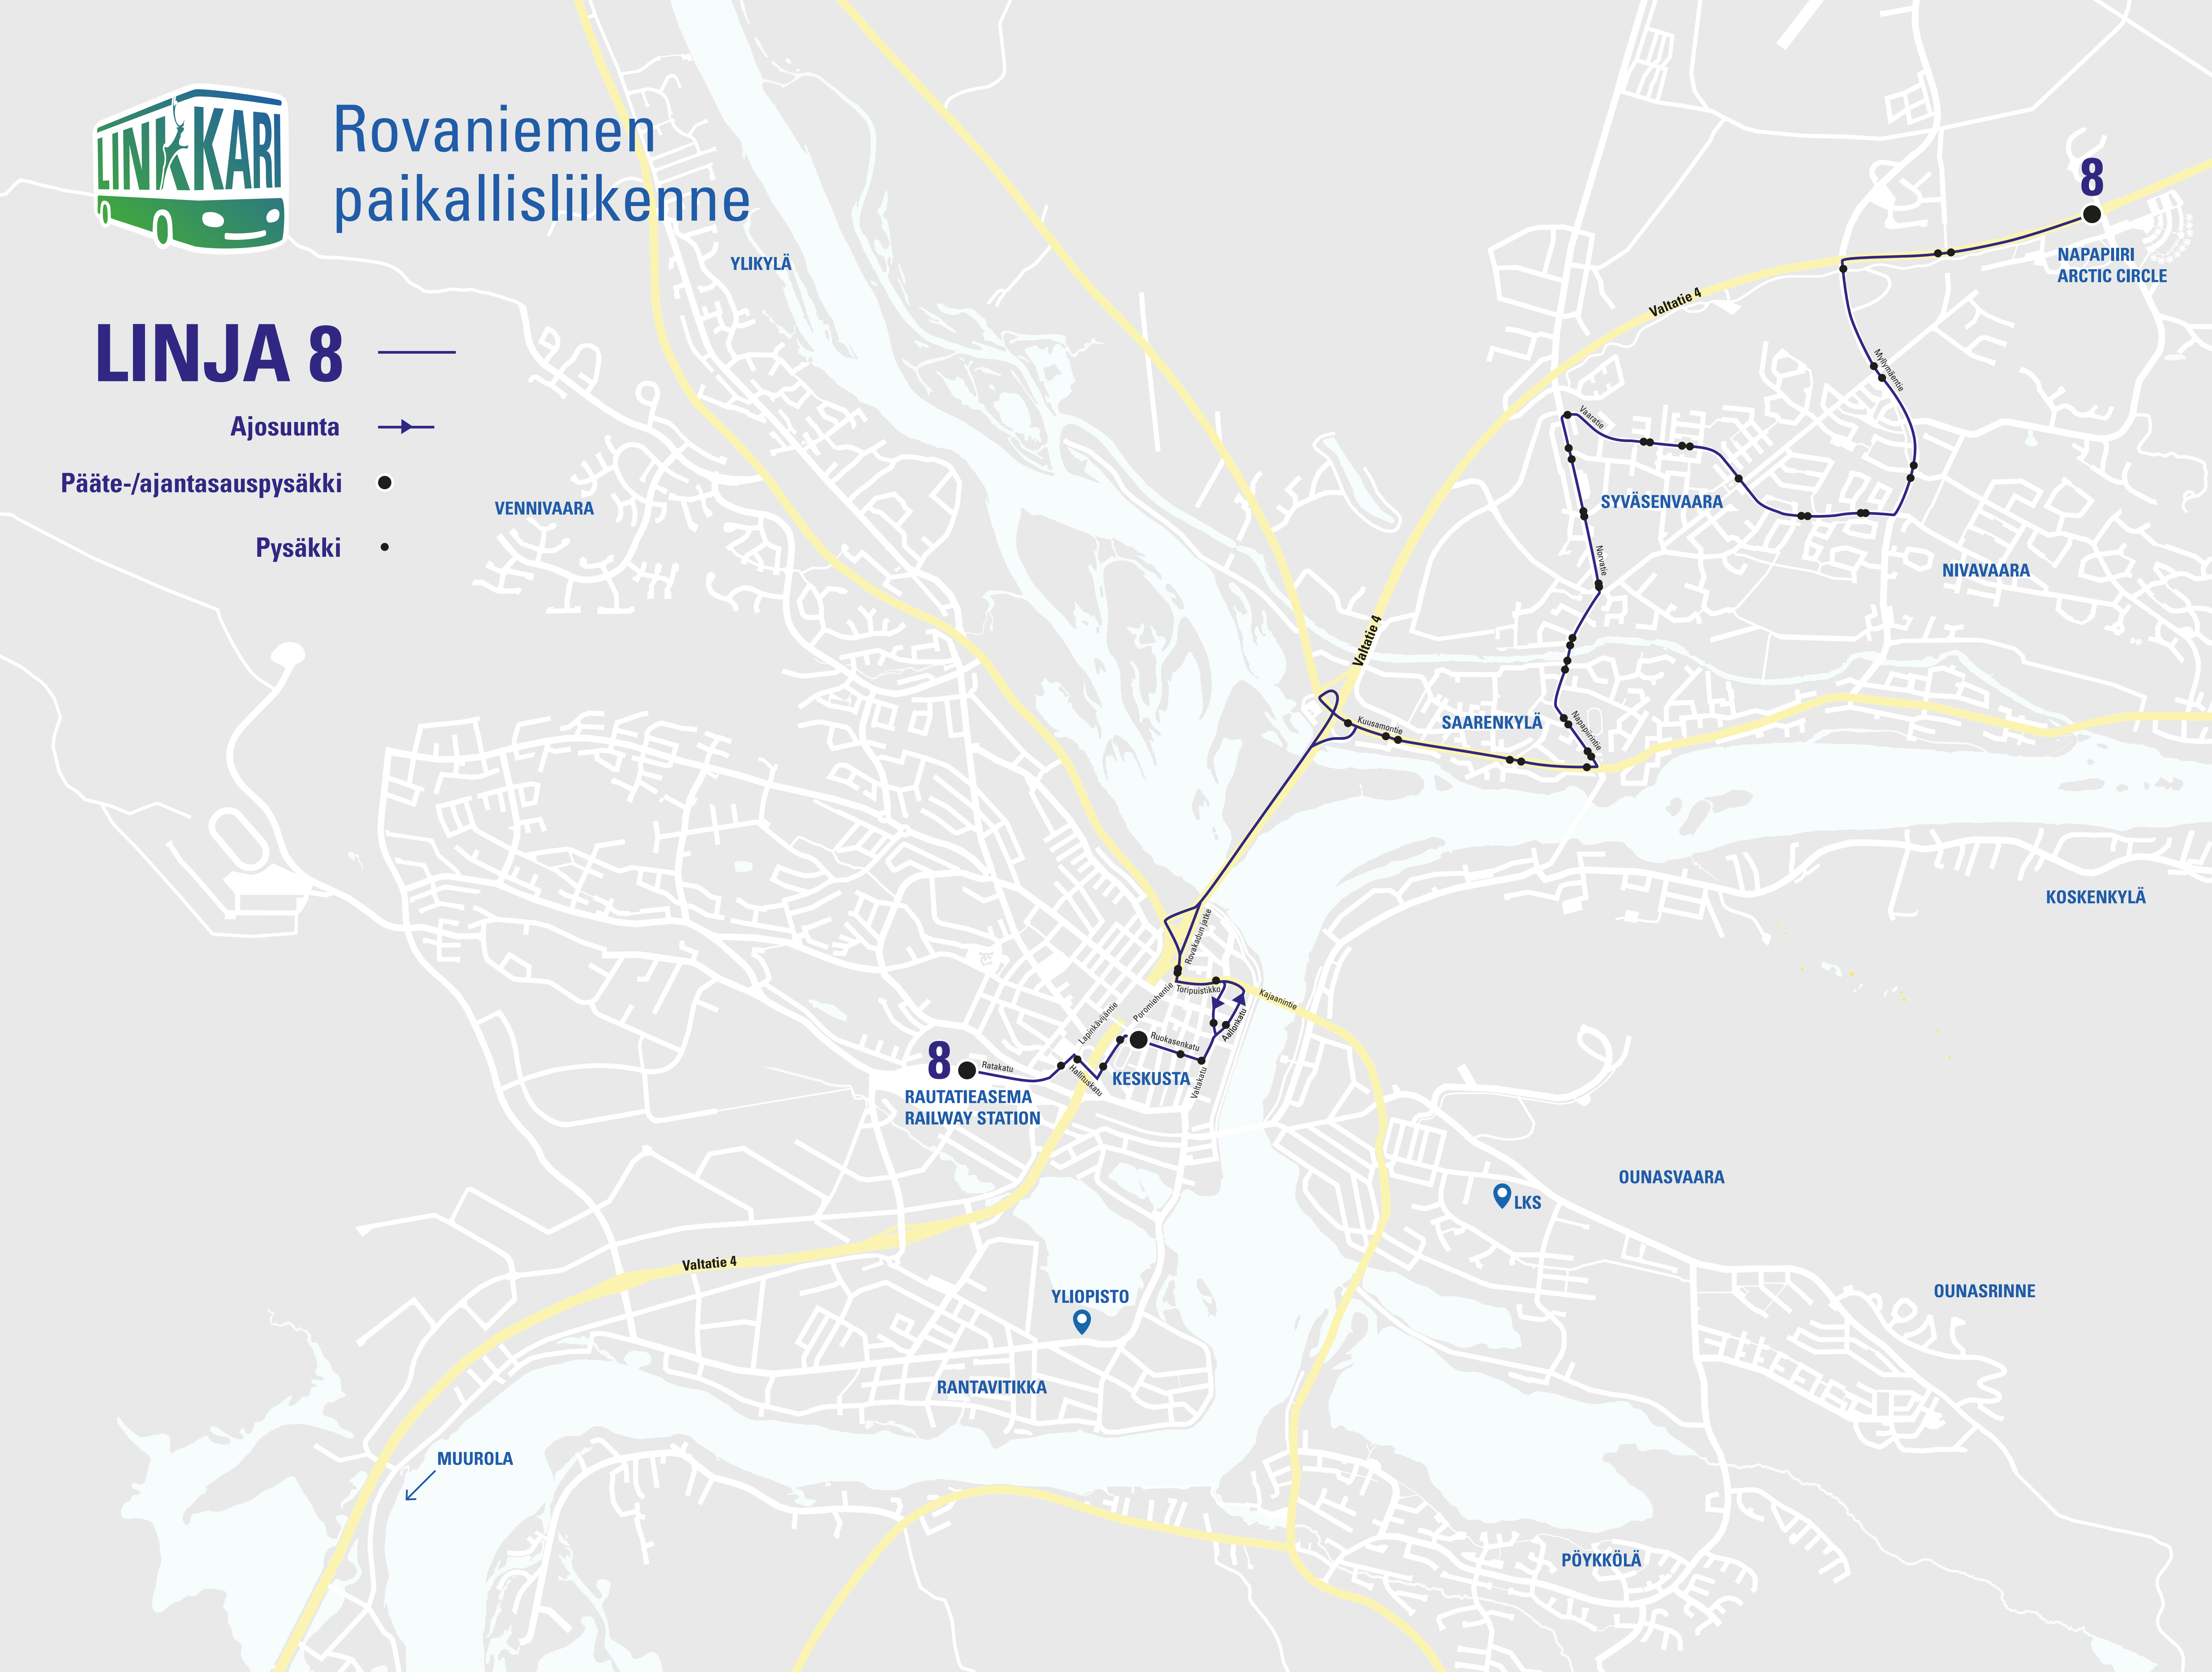 LINKKARI
Rovaniemen
paikallisliikenne
LINJA 8
Ajosuunta
Pääte-/ajantasauspysäkki
Pysäkki
8
NAPAPIIRI
ARCTIC CIRCLE
YLIKYLÄ
Valtatie 4
Myllymäentie
Vaaratie
VENNIVAARA
SYVÄSENVAARA
Norvatie
NIVAVAARA
Valtatie 4
Kuusamontie
SAARENKYLÄ
Napapiirintie
KOSKENKYLÄ
Rovakadun jatke
Toripuistikko
Kajaanintie
Poromiehentie
Lapinkävijäntie
Aallonkatu
Ruokasenkatu
8
Ratakatu
Hallituskatu
KESKUSTA
Valtakatu
RAUTATIEASEMA
RAILWAY STATION
OUNASVAARA
LKS
Valtatie 4
YLIOPISTO
OUNASRINNE
RANTAVITIKKA
MUUROLA
PÖYKKÖLÄ